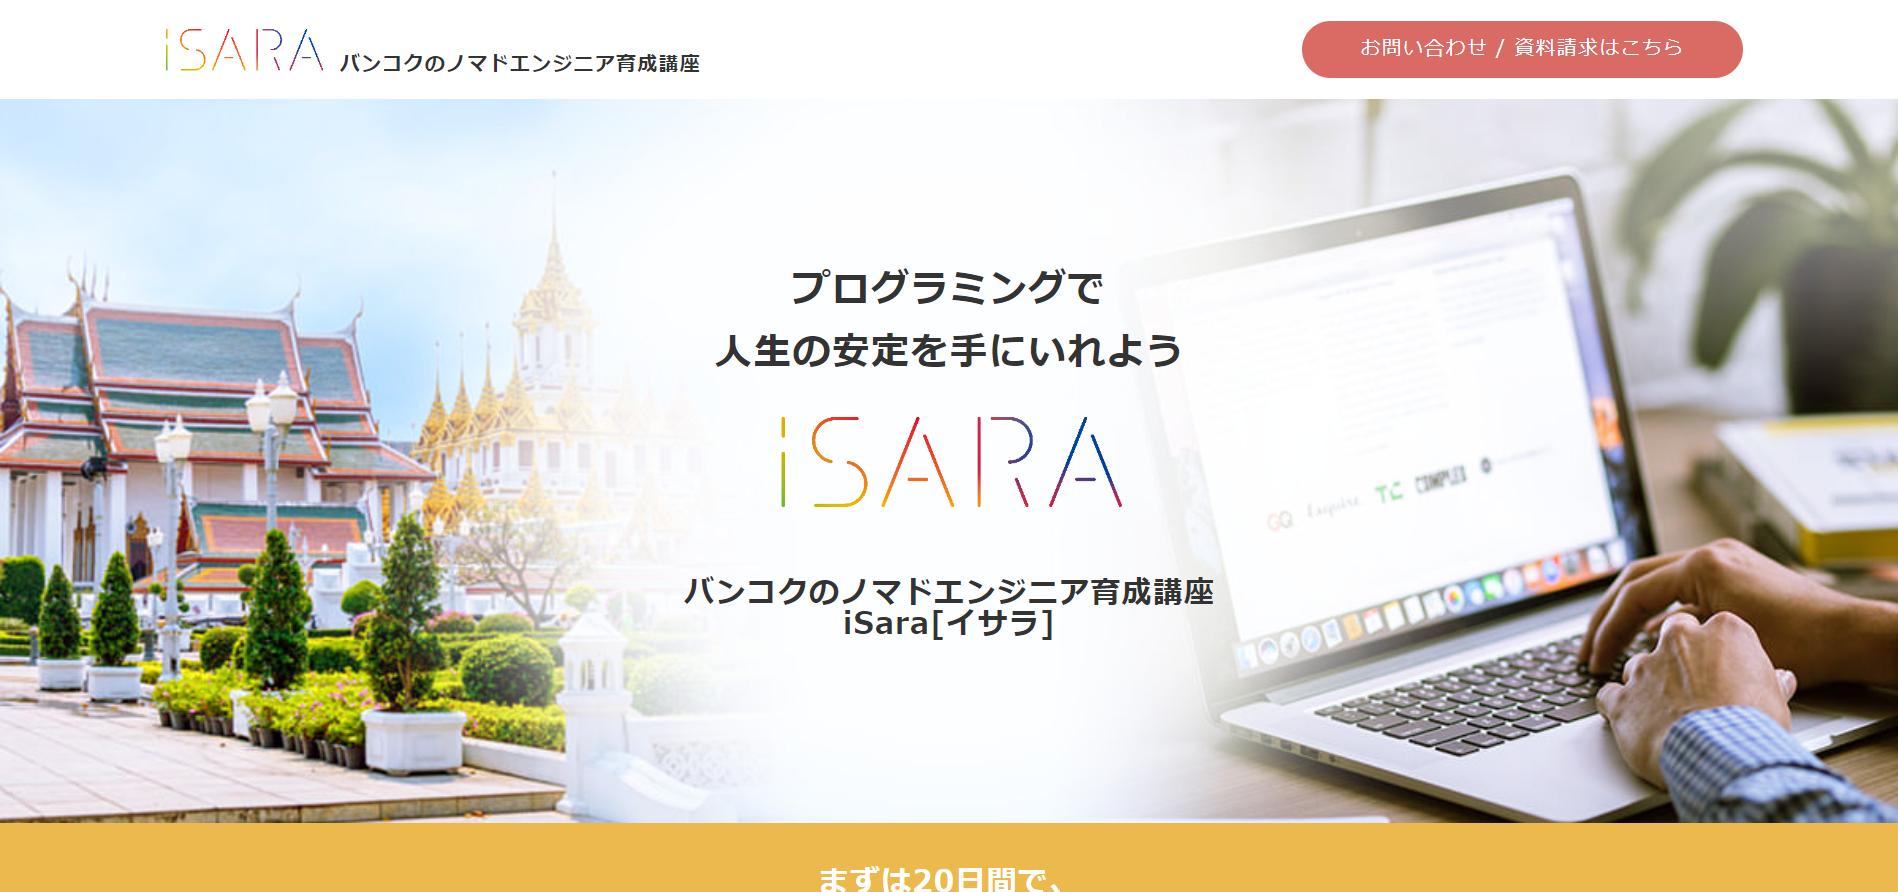 iSARA バンコクのノマドエンジニア育成講座
お問い合わせ / 資料請求はこちら
プログラミングで
人生の安定を手にいれよう
iSARA
バンコクのノマドエンジニア育成講座
iSara[イサラ]
GQ Esquire TC COMPLEX
まずは20日間で、